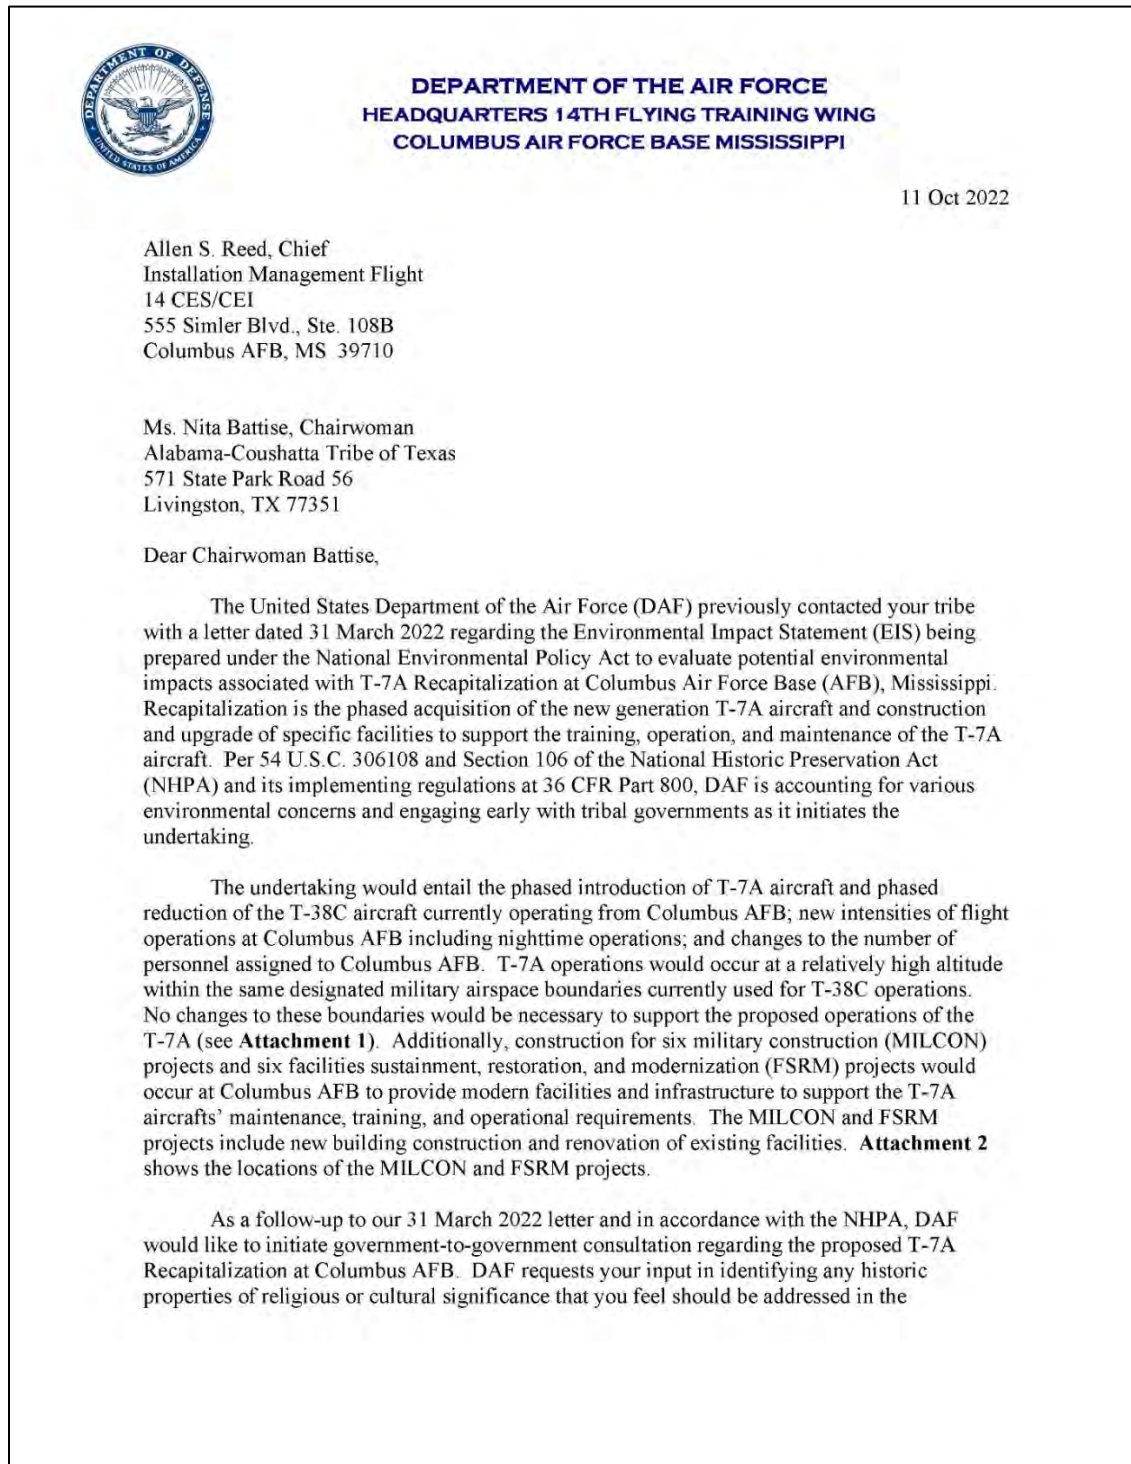 DEPARTMENT OF DEFENSE
UNITED STATES OF AMERICA
DEPARTMENT OF THE AIR FORCE
HEADQUARTERS 14TH FLYING TRAINING WING
COLUMBUS AIR FORCE BASE MISSISSIPPI
11 Oct 2022
Allen S. Reed, Chief
Installation Management Flight
14 CES/CEI
555 Simler Blvd., Ste. 108B
Columbus AFB, MS  39710
Ms. Nita Battise, Chairwoman
Alabama-Coushatta Tribe of Texas
571 State Park Road 56
Livingston, TX 77351
Dear Chairwoman Battise,
The United States Department of the Air Force (DAF) previously contacted your tribe
with a letter dated 31 March 2022 regarding the Environmental Impact Statement (EIS) being
prepared under the National Environmental Policy Act to evaluate potential environmental
impacts associated with T-7A Recapitalization at Columbus Air Force Base (AFB), Mississippi.
Recapitalization is the phased acquisition of the new generation T-7A aircraft and construction
and upgrade of specific facilities to support the training, operation, and maintenance of the T-7A
aircraft.  Per 54 U.S.C. 306108 and Section 106 of the National Historic Preservation Act
(NHPA) and its implementing regulations at 36 CFR Part 800, DAF is accounting for various
environmental concerns and engaging early with tribal governments as it initiates the
undertaking.
The undertaking would entail the phased introduction of T-7A aircraft and phased
reduction of the T-38C aircraft currently operating from Columbus AFB; new intensities of flight
operations at Columbus AFB including nighttime operations; and changes to the number of
personnel assigned to Columbus AFB.  T-7A operations would occur at a relatively high altitude
within the same designated military airspace boundaries currently used for T-38C operations.
No changes to these boundaries would be necessary to support the proposed operations of the
T-7A (see Attachment 1).  Additionally, construction for six military construction (MILCON)
projects and six facilities sustainment, restoration, and modernization (FSRM) projects would
occur at Columbus AFB to provide modern facilities and infrastructure to support the T-7A
aircrafts’ maintenance, training, and operational requirements.  The MILCON and FSRM
projects include new building construction and renovation of existing facilities.  Attachment 2
shows the locations of the MILCON and FSRM projects.
As a follow-up to our 31 March 2022 letter and in accordance with the NHPA, DAF
would like to initiate government-to-government consultation regarding the proposed T-7A
Recapitalization at Columbus AFB.  DAF requests your input in identifying any historic
properties of religious or cultural significance that you feel should be addressed in the